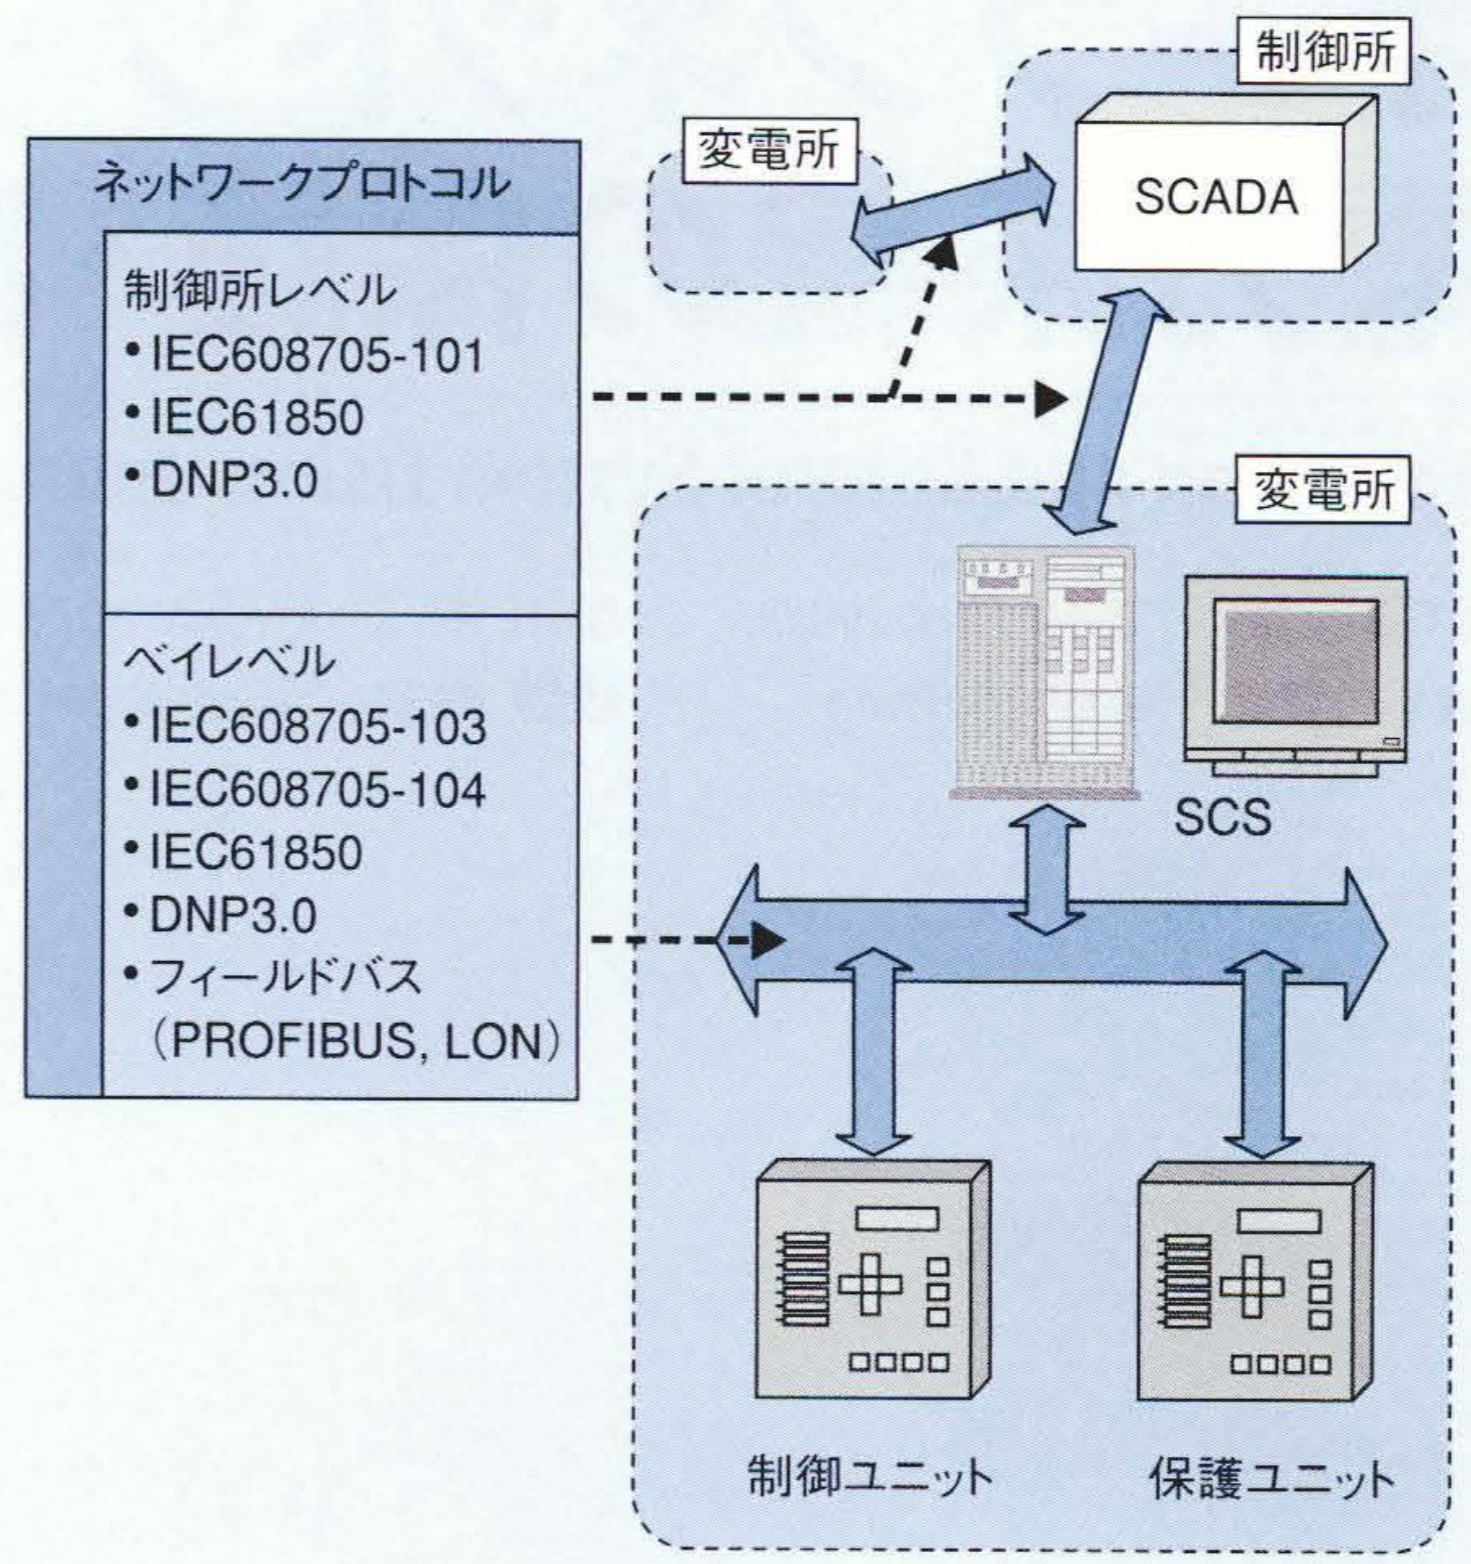 制御所
変電所
SCADA
ネットワークプロトコル
制御所レベル
•IEC608705-101
•IEC61850
•DNP3.0
ベイレベル
•IEC608705-103
•IEC608705-104
•IEC61850
•DNP3.0
•フィールドバス
（PROFIBUS, LON）
変電所
SCS
制御ユニット
保護ユニット